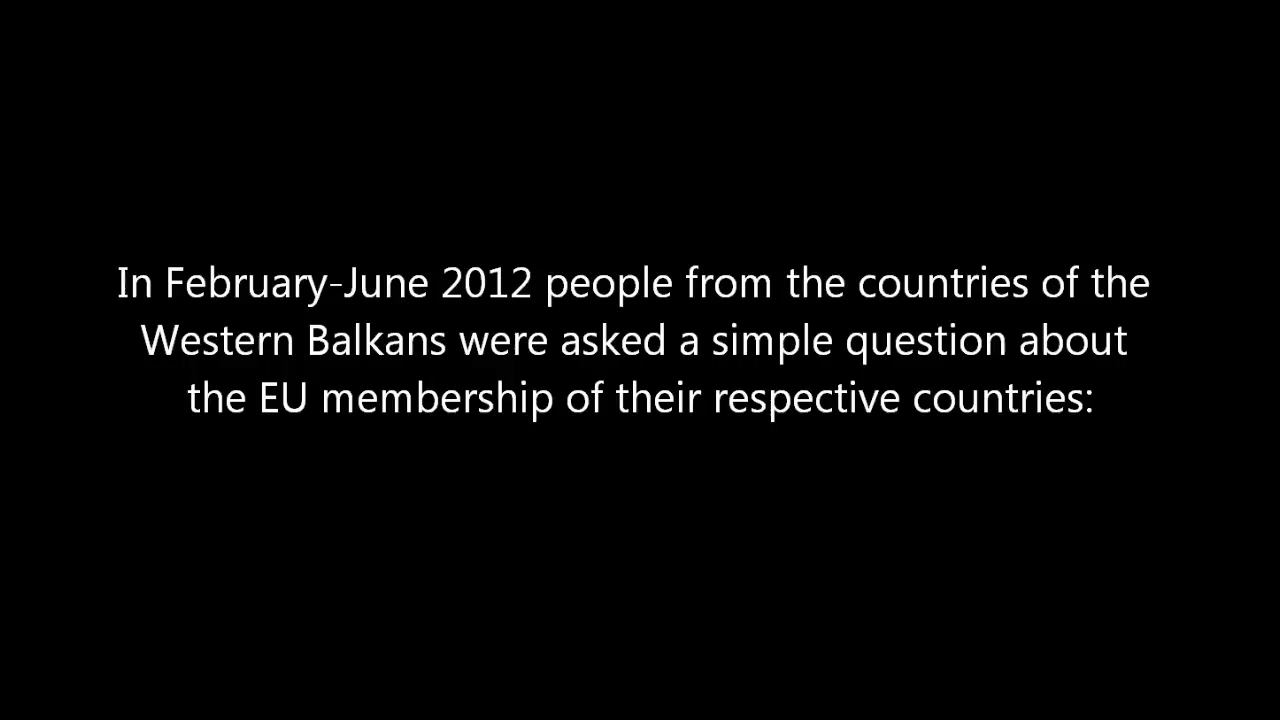 In February-June 2012 people from the countries of the
Western Balkans were asked a simple question about
the EU membership of their respective countries: